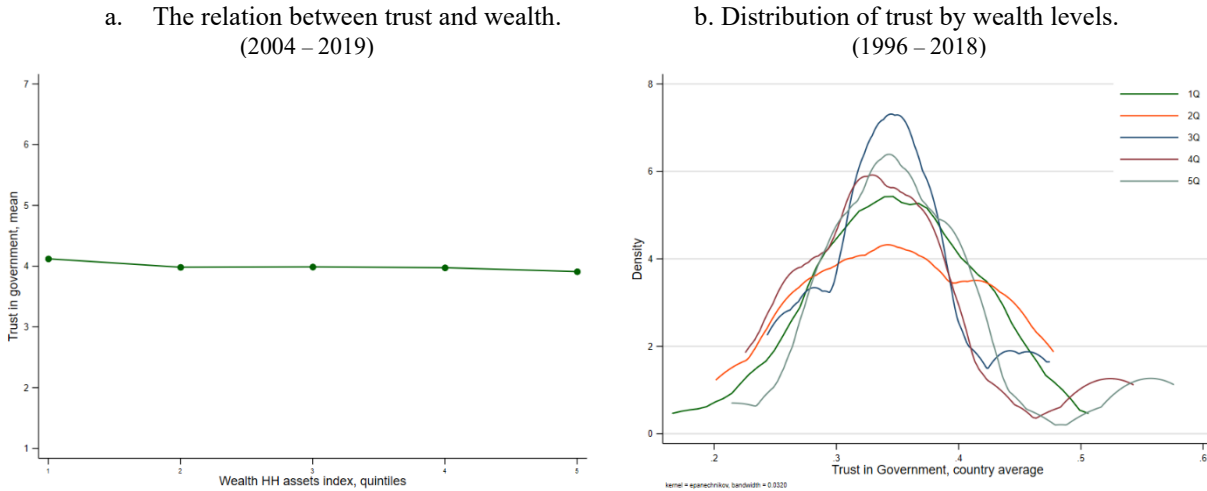 a. The relation between trust and wealth.
(2004 – 2019)
7
6
5
4
3
2
1
Trust in government, mean
1 2 3 4 5
Wealth HH assets index, quintiles
b. Distribution of trust by wealth levels.
(1996 – 2018)
8
6
4
2
0
Density
1Q
2Q
3Q
4Q
5Q
.2 .3 .4 .5 .6
Trust in Government, country average
kernel = epanechnikov, bandwidth = 0.0320